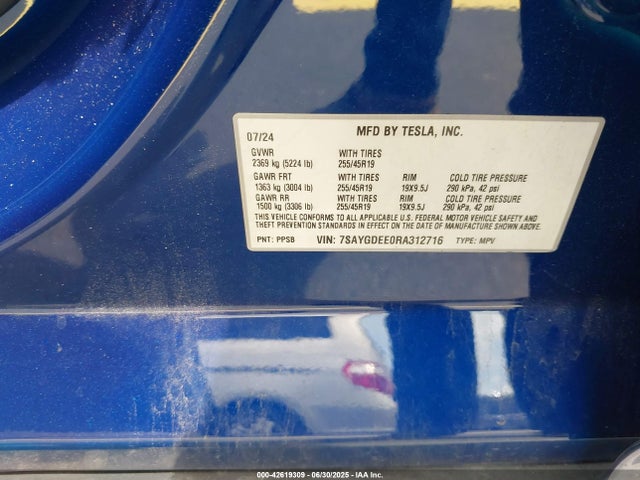 07/24 MFD BY TESLA, INC.
GVWR WITH TIRES
2369 kg (5224 lb) 255/45R19
GAWR FRT WITH TIRES RIM COLD TIRE PRESSURE
1363 kg (3004 lb) 255/45R19 19X9.5J 290 kPa, 42 psi
GAWR RR WITH TIRES RIM COLD TIRE PRESSURE
1500 kg (3306 lb) 255/45R19 19X9.5J 290 kPa, 42 psi
THIS VEHICLE CONFORMS TO ALL APPLICABLE U.S. FEDERAL MOTOR VEHICLE SAFETY AND
THEFT PREVENTION STANDARDS IN EFFECT ON THE DATE OF MANUFACTURE SHOWN ABOVE.
PNT: PPSB VIN: 7SAYGDEE0RA312716 TYPE: MPV
000-42619309 - 06/30/2025 - IAA Inc.